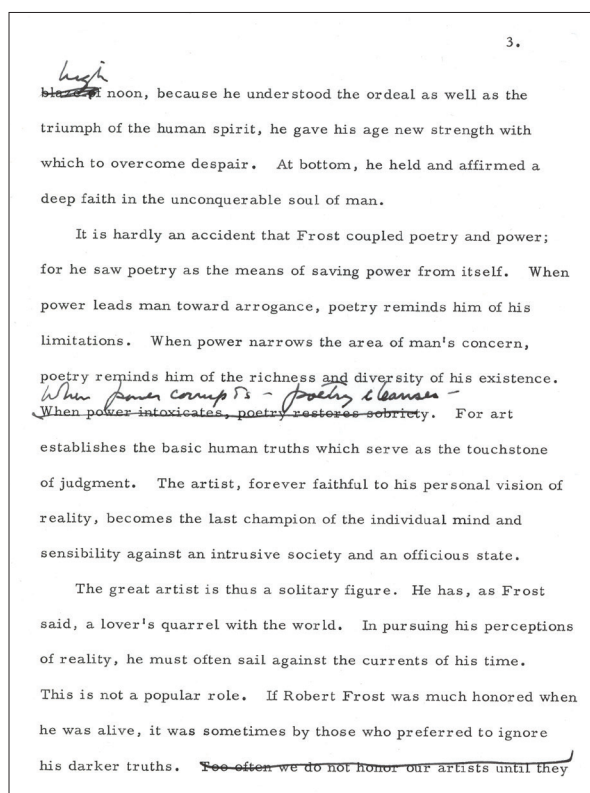 3.
high
blaze of noon, because he understood the ordeal as well as the
triumph of the human spirit, he gave his age new strength with
which to overcome despair. At bottom, he held and affirmed a
deep faith in the unconquerable soul of man.
It is hardly an accident that Frost coupled poetry and power;
for he saw poetry as the means of saving power from itself. When
power leads man toward arrogance, poetry reminds him of his
limitations. When power narrows the area of man's concern,
poetry reminds him of the richness and diversity of his existence.
When power corrupts - poetry cleanses -
When power intoxicates, poetry restores sobriety. For art
establishes the basic human truths which serve as the touchstone
of judgment. The artist, forever faithful to his personal vision of
reality, becomes the last champion of the individual mind and
sensibility against an intrusive society and an officious state.
The great artist is thus a solitary figure. He has, as Frost
said, a lover's quarrel with the world. In pursuing his perceptions
of reality, he must often sail against the currents of his time.
This is not a popular role. If Robert Frost was much honored when
he was alive, it was sometimes by those who preferred to ignore
his darker truths. Too often we do not honor our artists until they